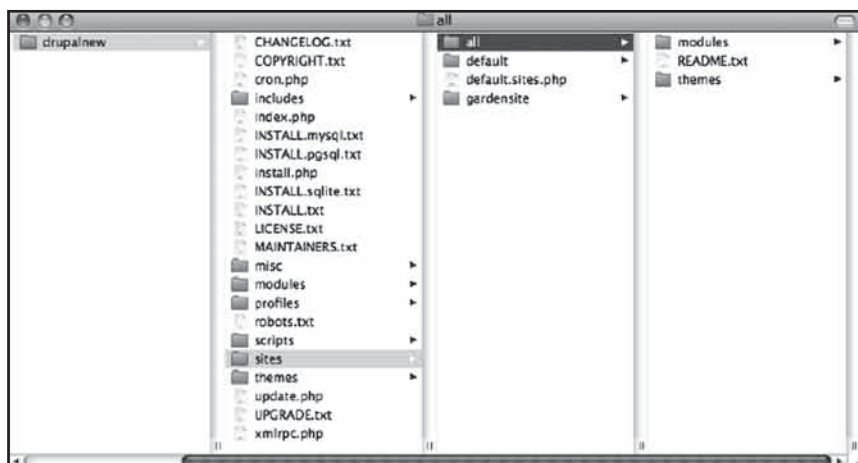 all
drupalnew
CHANGELOG.txt
COPYRIGHT.txt
cron.php
includes
index.php
INSTALL.mysql.txt
INSTALL.pgsql.txt
install.php
INSTALL.sqlite.txt
INSTALL.txt
LICENSE.txt
MAINTAINERS.txt
misc
modules
profiles
robots.txt
scripts
sites
themes
update.php
UPGRADE.txt
xmlrpc.php
all
default
default.sites.php
gardensite
modules
README.txt
themes